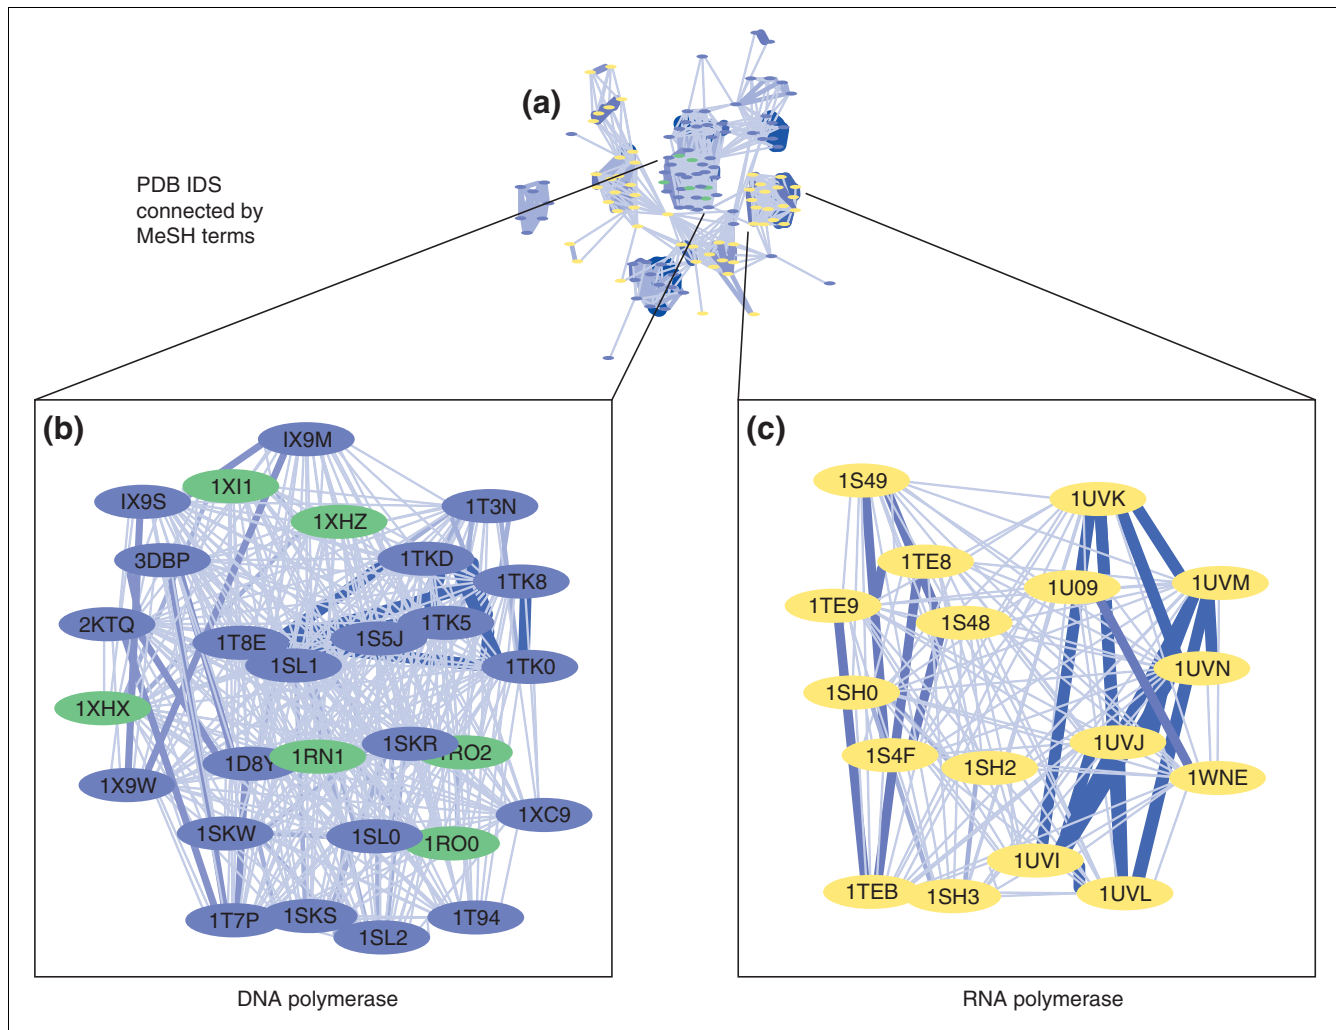 (a)
PDB IDS
connected by
MeSH terms
(b)
IX9M
1XI1
IX9S
1XHZ
1T3N
3DBP
1TKD
1TK8
2KTQ
1T8E
1S5J
1TK5
1SL1
1TK0
1XHX
1D8Y
1RN1
1SKR
1RO2
1X9W
1SKW
1SL0
1RO0
1XC9
1T7P
1SKS
1SL2
1T94
DNA polymerase
(c)
1S49
1UVK
1TE8
1U09
1UVM
1TE9
1S48
1UVN
1SH0
1S4F
1SH2
1UVJ
1WNE
1UVI
1TEB
1SH3
1UVL
RNA polymerase